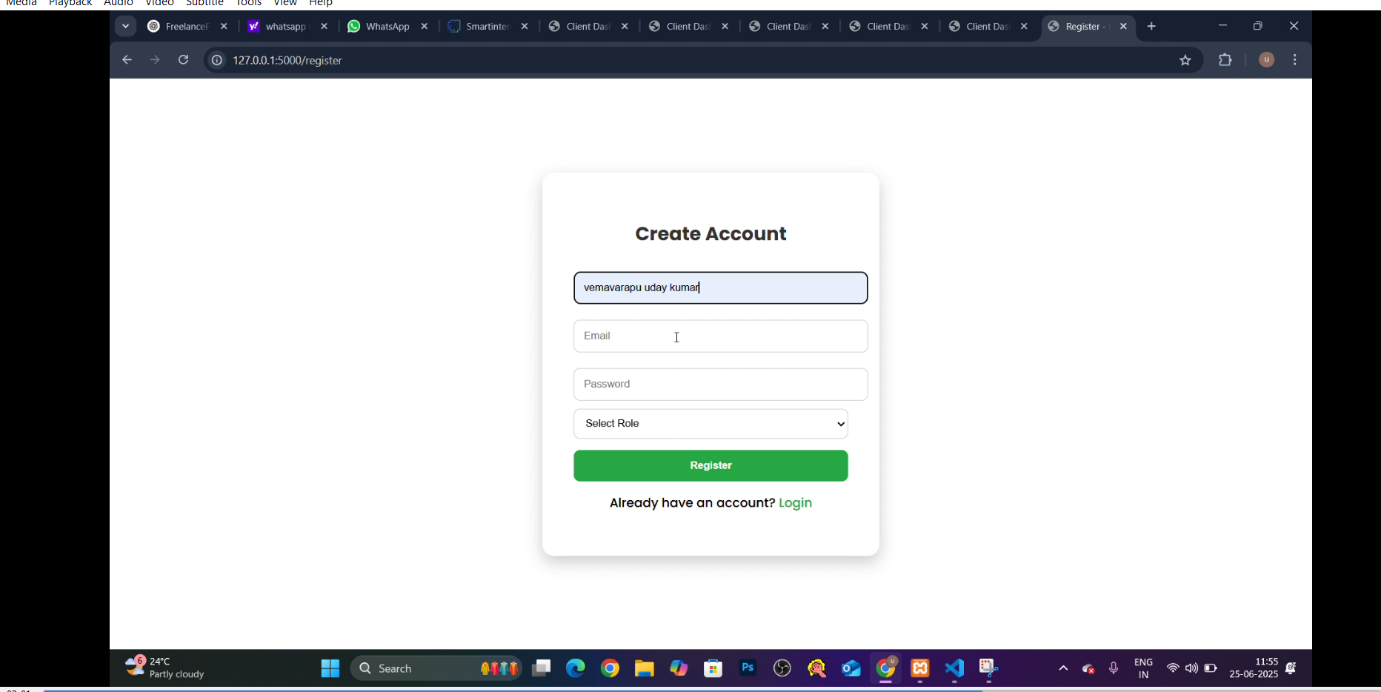 Media Playback Audio Video Subtitle Tools View Help
FreelanceF
whatsapp
WhatsApp
Smartinter
Client Das
Client Das
Client Das
Client Das
Client Das
Register -
127.0.0.1:5000/register
u
Create Account
vemavarapu uday kumar
Email
Password
Select Role
Register
Already have an account? Login
24°C
Partly cloudy
Search
Ps
ENG
IN
11:55
25-06-2025